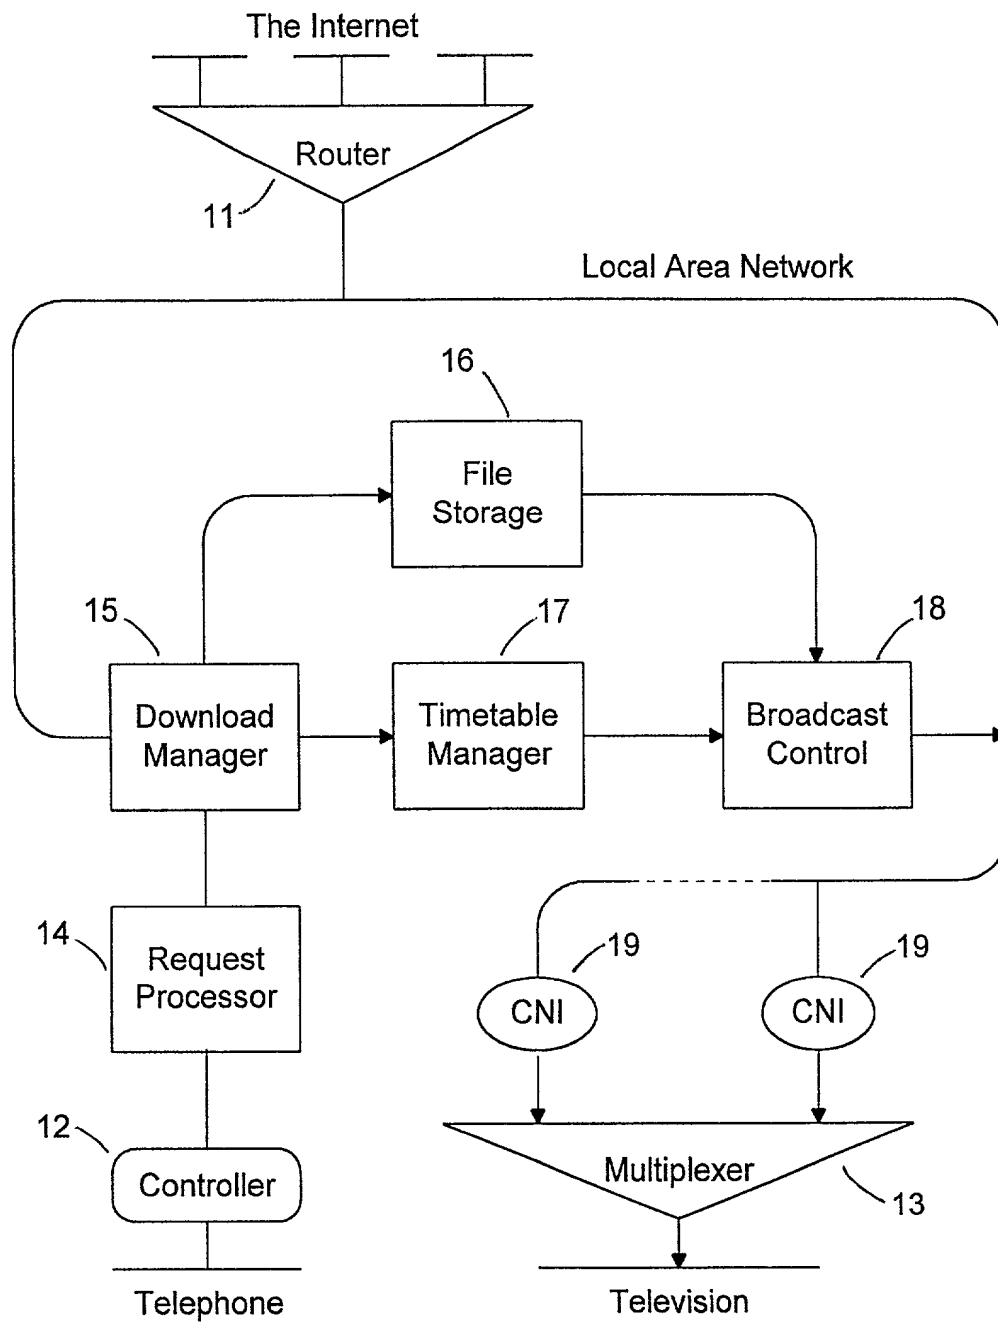 The Internet
Router
11
Local Area Network
16
File
Storage
15
17
18
Download
Manager
Timetable
Manager
Broadcast
Control
14
Request
Processor
19
CNI
19
CNI
12
Controller
Multiplexer
13
Telephone
Television